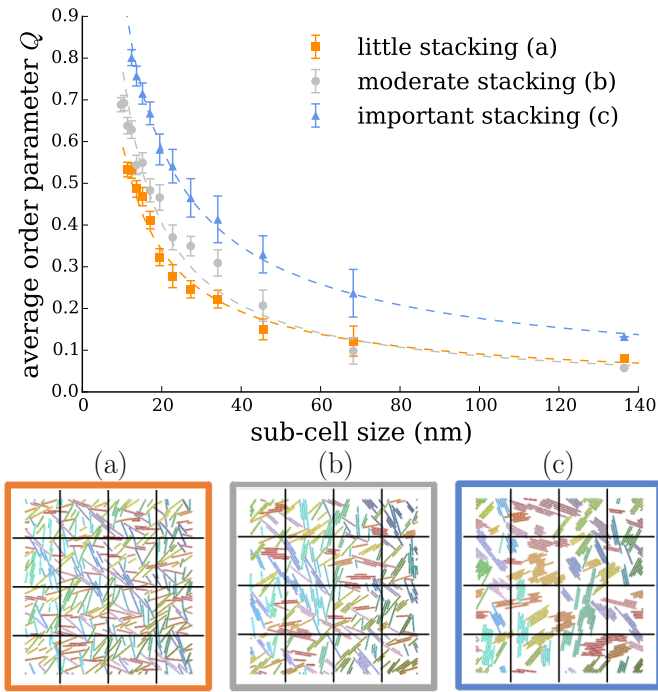 0.9
0.8
0.7
0.6
0.5
0.4
0.3
0.2
0.1
0.0
average order parameter Q
little stacking (a)
moderate stacking (b)
important stacking (c)
0 20 40 60 80 100 120 140
sub-cell size (nm)
(a) (b) (c)